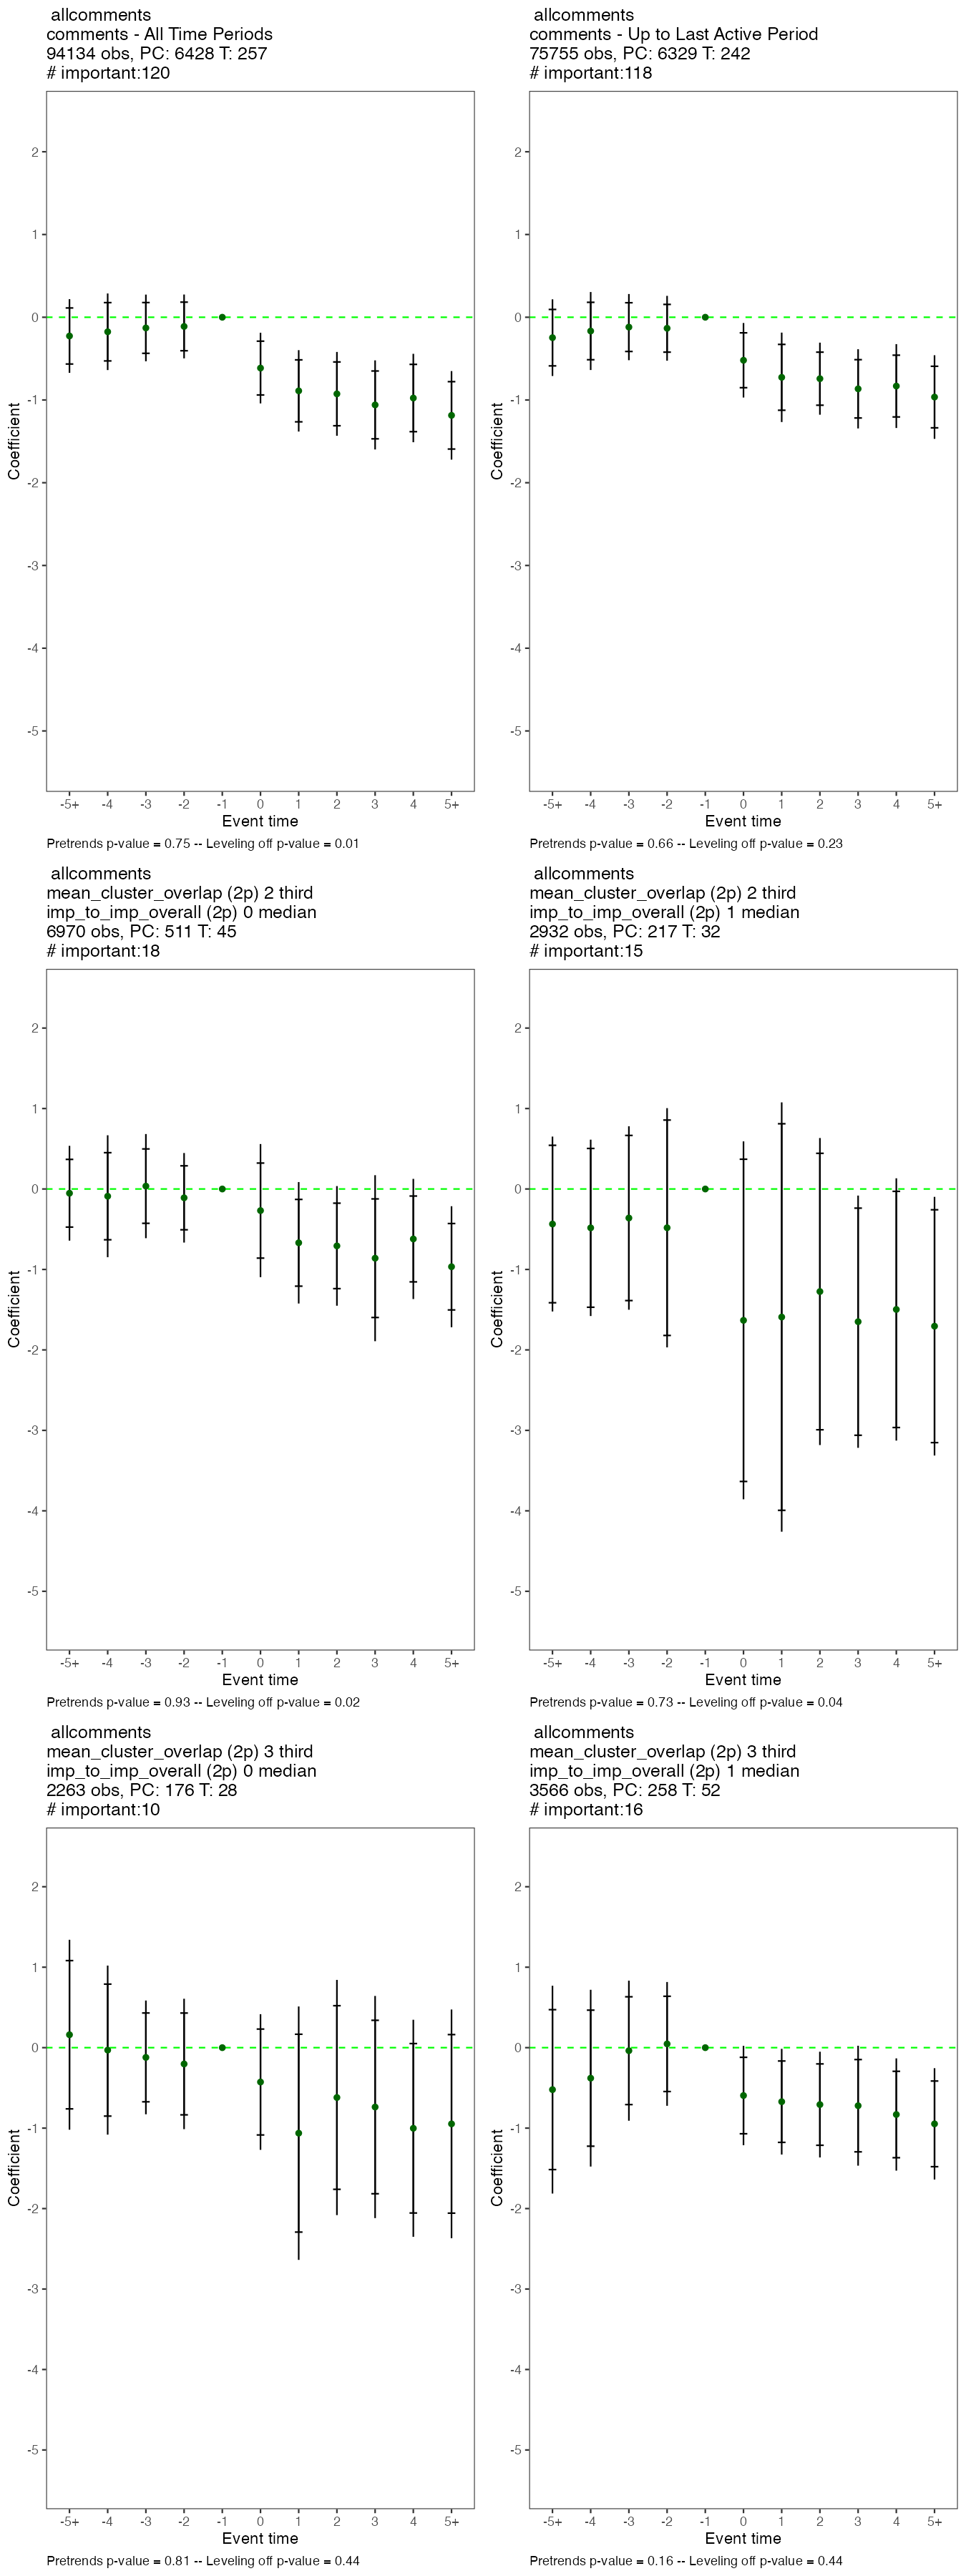 allcomments
comments - All Time Periods
94134 obs, PC: 6428 T: 257
# important:120
2
1
0
-1
-2
-3
-4
-5
Coefficient
-5+ -4 -3 -2 -1 0 1 2 3 4 5+
Event time
Pretrends p-value = 0.75 -- Leveling off p-value = 0.01
allcomments
comments - Up to Last Active Period
75755 obs, PC: 6329 T: 242
# important:118
2
1
0
-1
-2
-3
-4
-5
Coefficient
-5+ -4 -3 -2 -1 0 1 2 3 4 5+
Event time
Pretrends p-value = 0.66 -- Leveling off p-value = 0.23
allcomments
mean_cluster_overlap (2p) 2 third
imp_to_imp_overall (2p) 0 median
6970 obs, PC: 511 T: 45
# important:18
2
1
0
-1
-2
-3
-4
-5
Coefficient
-5+ -4 -3 -2 -1 0 1 2 3 4 5+
Event time
Pretrends p-value = 0.93 -- Leveling off p-value = 0.02
allcomments
mean_cluster_overlap (2p) 2 third
imp_to_imp_overall (2p) 1 median
2932 obs, PC: 217 T: 32
# important:15
2
1
0
-1
-2
-3
-4
-5
Coefficient
-5+ -4 -3 -2 -1 0 1 2 3 4 5+
Event time
Pretrends p-value = 0.73 -- Leveling off p-value = 0.04
allcomments
mean_cluster_overlap (2p) 3 third
imp_to_imp_overall (2p) 0 median
2263 obs, PC: 176 T: 28
# important:10
2
1
0
-1
-2
-3
-4
-5
Coefficient
-5+ -4 -3 -2 -1 0 1 2 3 4 5+
Event time
Pretrends p-value = 0.81 -- Leveling off p-value = 0.44
allcomments
mean_cluster_overlap (2p) 3 third
imp_to_imp_overall (2p) 1 median
3566 obs, PC: 258 T: 52
# important:16
2
1
0
-1
-2
-3
-4
-5
Coefficient
-5+ -4 -3 -2 -1 0 1 2 3 4 5+
Event time
Pretrends p-value = 0.16 -- Leveling off p-value = 0.44